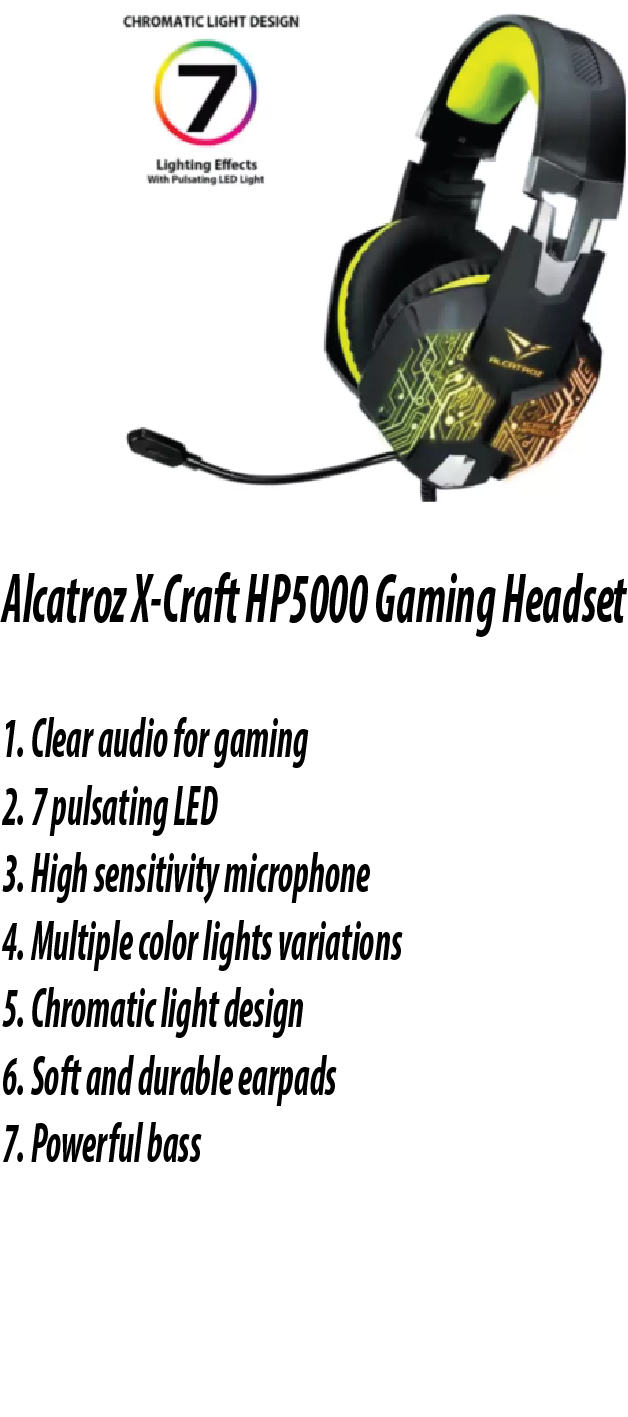 CHROMATIC LIGHT DESIGN
7
Lighting Effects
With Pulsating LED Light
ALCATROZ
Alcatroz X-Craft HP5000 Gaming Headset
1. Clear audio for gaming
2. 7 pulsating LED
3. High sensitivity microphone
4. Multiple color lights variations
5. Chromatic light design
6. Soft and durable earpads
7. Powerful bass